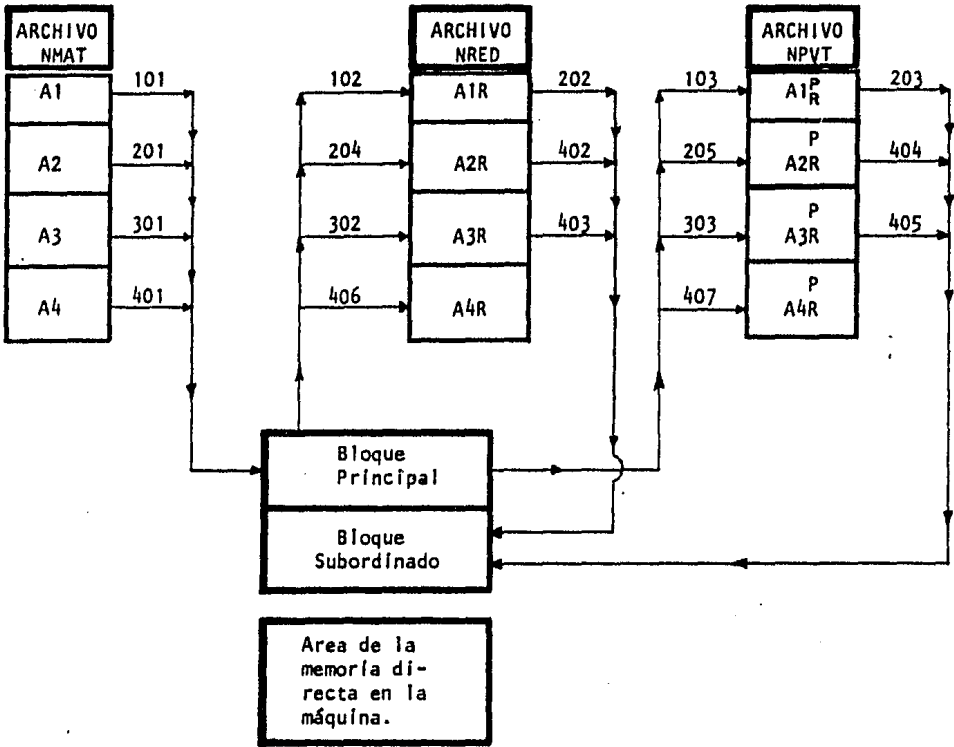 ARCHIVO
NMAT
ARCHIVO
NRED
ARCHIVO
NPVT
A1
101
102
A1R
202
103
A1R
P
203
A2
201
204
A2R
402
205
P
A2R
404
A3
301
302
A3R
403
303
P
A3R
405
A4
401
406
A4R
407
P
A4R
Bloque
Principal
Bloque
Subordinado
Area de la
memoria di-
recta en la
máquina.